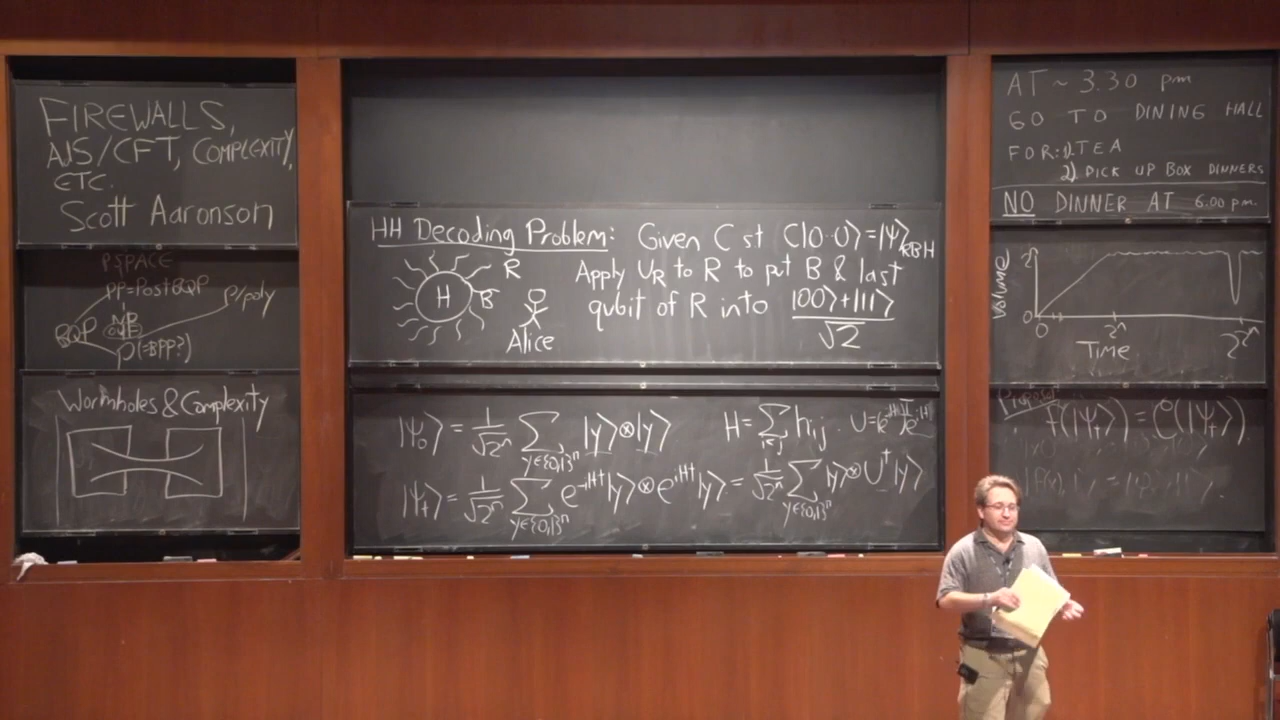 FIREWALLS,
AJS/CFT, COMPLEXITY,
ETC.
Scott Aaronson
PSPACE
PP=PostBQP
P/poly
BQP
NP
P(=BPP?)
Wormholes & Complexity
HH Decoding Problem: Given C st C|0··0⟩=|Ψ⟩RBH
Apply U_R to R to put B & last
qubit of R into |00⟩+|11⟩
√2
H
R
B
Alice
|Ψ₀⟩ = 1/√2ⁿ ∑ y∈{0,1}ⁿ |y⟩⊗|y⟩ H=∑ i<j h i,j
|Ψt⟩ = 1/√2ⁿ ∑ y∈{0,1}ⁿ e^-iHt|y⟩⊗e^iHt|y⟩ = 1/√2ⁿ ∑ y∈{0,1}ⁿ |y⟩⊗U†|y⟩
AT ~ 3.30 pm
GO TO DINING HALL
FOR: 1) TEA
2) PICK UP BOX DINNERS
NO DINNER AT 6.00 pm.
Volume
2ⁿ
0
0
2ⁿ
2^2ⁿ
Time
Proposal
f(|Ψt⟩) = C(|Ψt⟩)